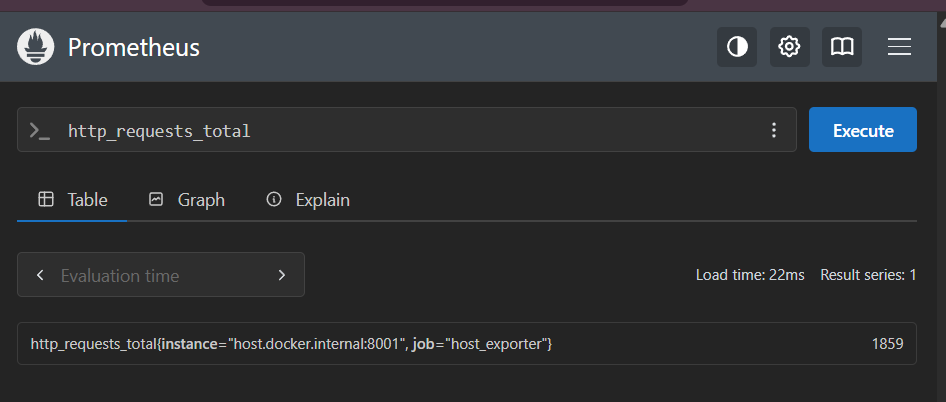 Prometheus
http_requests_total
Execute
Table Graph Explain
Evaluation time
Load time: 22ms Result series: 1
http_requests_total{instance="host.docker.internal:8001", job="host_exporter"} 1859